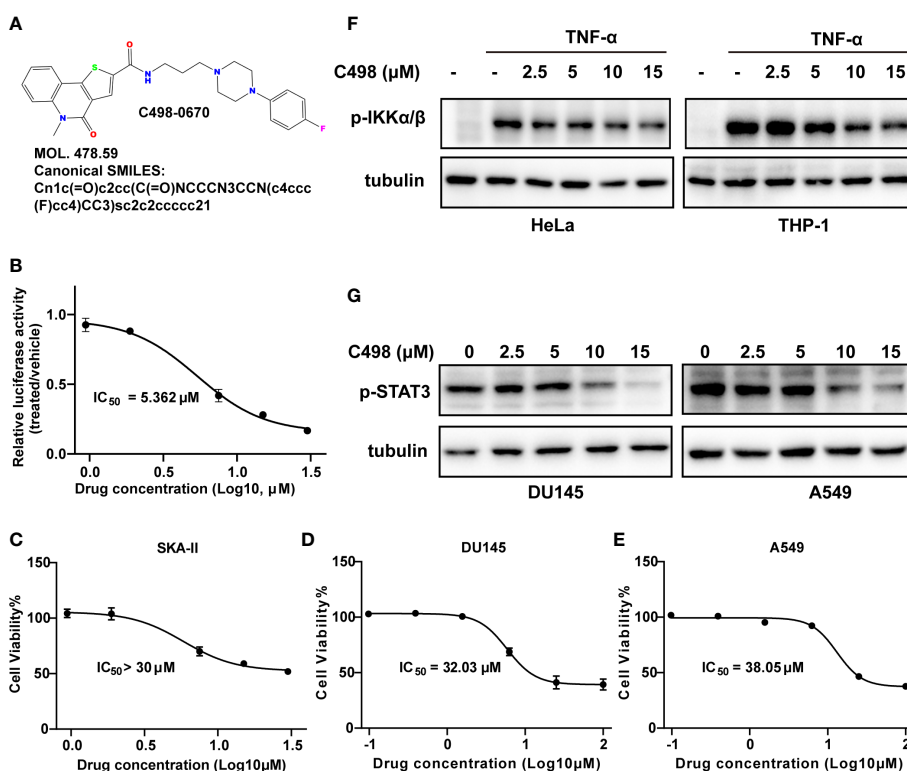 A
O
S
N
H
N
N
N
O
F
C498-0670
MOL. 478.59
Canonical SMILES:
Cn1c(=O)c2cc(C(=O)NCCCN3CCN(c4ccc
(F)cc4)CC3)sc2c2ccccc21
B
Relative luciferase activity
(treated/vehicle)
1.0
0.5
0.0
IC50 = 5.362 µM
0.0 0.5 1.0 1.5
Drug concentration (Log10, µM)
C
SKA-II
Cell Viability%
150
100
50
0
IC50> 30 µM
0.0 0.5 1.0 1.5
Drug concentration (Log10µM)
D
DU145
Cell Viability%
150
100
50
0
IC50 = 32.03 µM
-1 0 1 2
Drug concentration (Log10µM)
E
A549
Cell Viability%
150
100
50
0
IC50 = 38.05 µM
-1 0 1 2
Drug concentration (Log10µM)
F
TNF-α TNF-α
C498 (µM) - - 2.5 5 10 15 - - 2.5 5 10 15
p-IKKα/β
tubulin
HeLa THP-1
G
C498 (µM) 0 2.5 5 10 15 0 2.5 5 10 15
p-STAT3
tubulin
DU145 A549